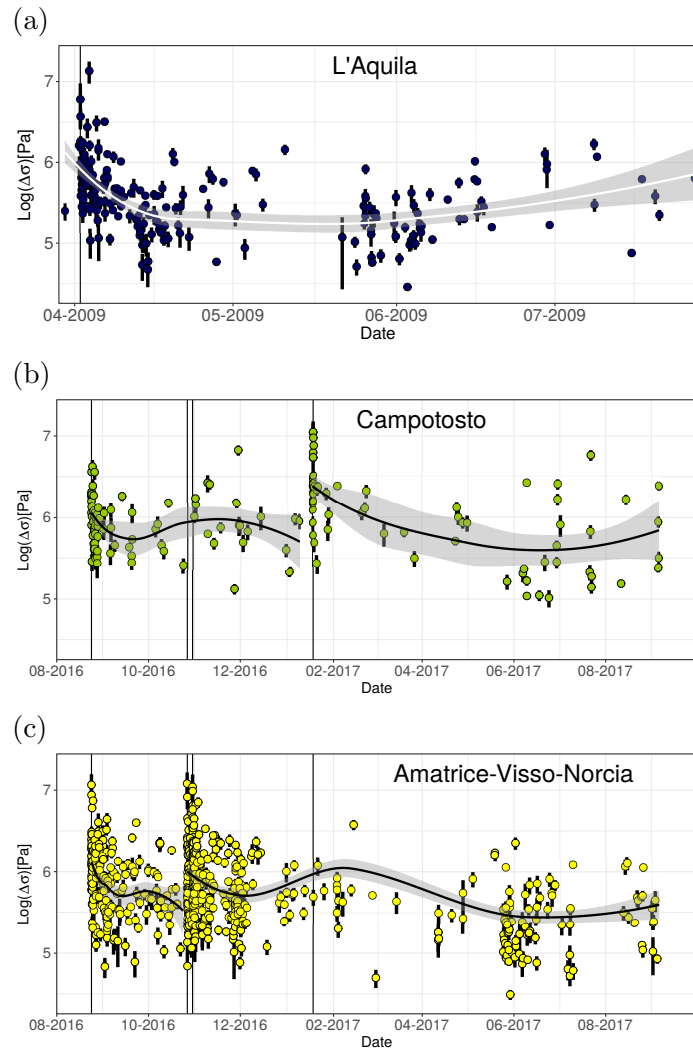 (a)
L'Aquila
Log(Δσ)[Pa]
7
6
5
04-2009 05-2009 06-2009 07-2009
Date
(b)
Campotosto
Log(Δσ)[Pa]
7
6
5
08-2016 10-2016 12-2016 02-2017 04-2017 06-2017 08-2017
Date
(c)
Amatrice-Visso-Norcia
Log(Δσ)[Pa]
7
6
5
08-2016 10-2016 12-2016 02-2017 04-2017 06-2017 08-2017
Date